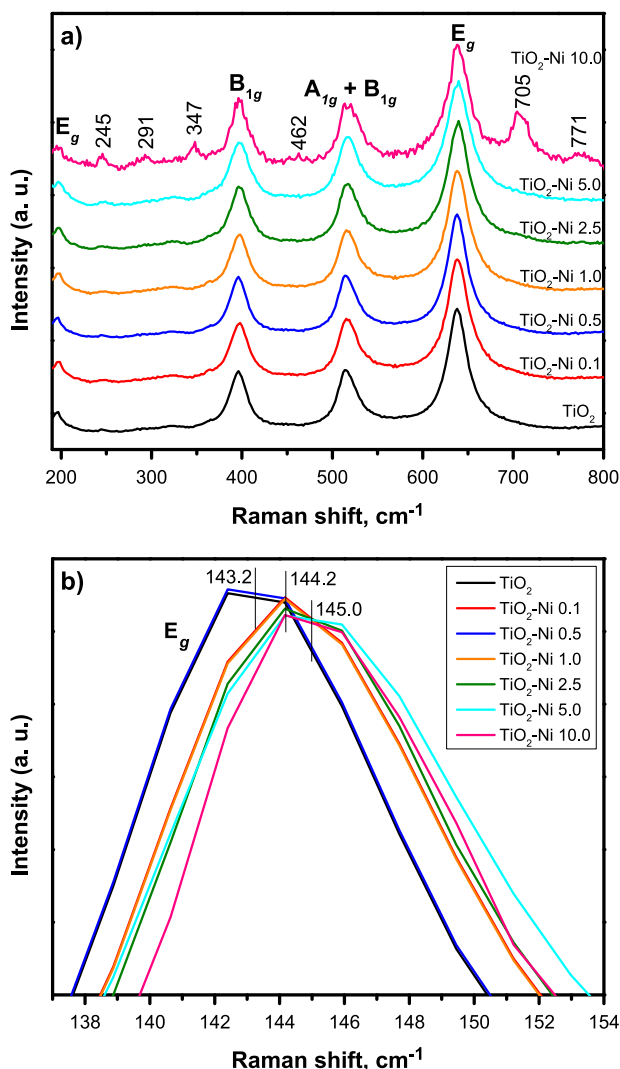 a)
E_g
TiO₂-Ni 10.0
B₁g
A₁g + B₁g
E_g
245
291
347
462
705
771
TiO₂-Ni 5.0
TiO₂-Ni 2.5
TiO₂-Ni 1.0
TiO₂-Ni 0.5
TiO₂-Ni 0.1
TiO₂
Intensity (a. u.)
200 300 400 500 600 700 800
Raman shift, cm⁻¹
b)
143.2
144.2
145.0
E_g
TiO₂
TiO₂-Ni 0.1
TiO₂-Ni 0.5
TiO₂-Ni 1.0
TiO₂-Ni 2.5
TiO₂-Ni 5.0
TiO₂-Ni 10.0
Intensity (a. u.)
138 140 142 144 146 148 150 152 154
Raman shift, cm⁻¹